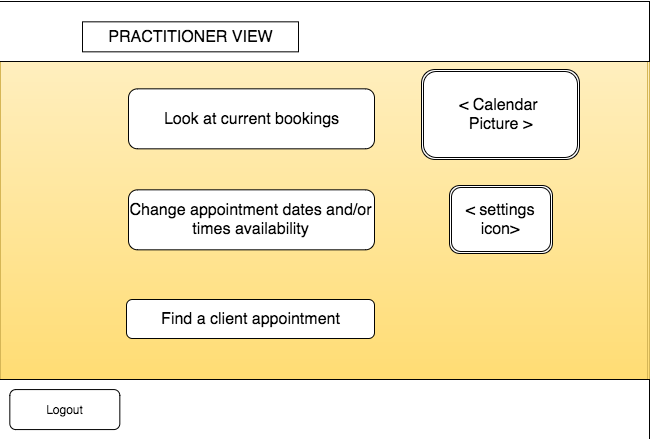 PRACTITIONER VIEW
Look at current bookings
< Calendar
Picture >
Change appointment dates and/or
times availability
< settings
icon>
Find a client appointment
Logout